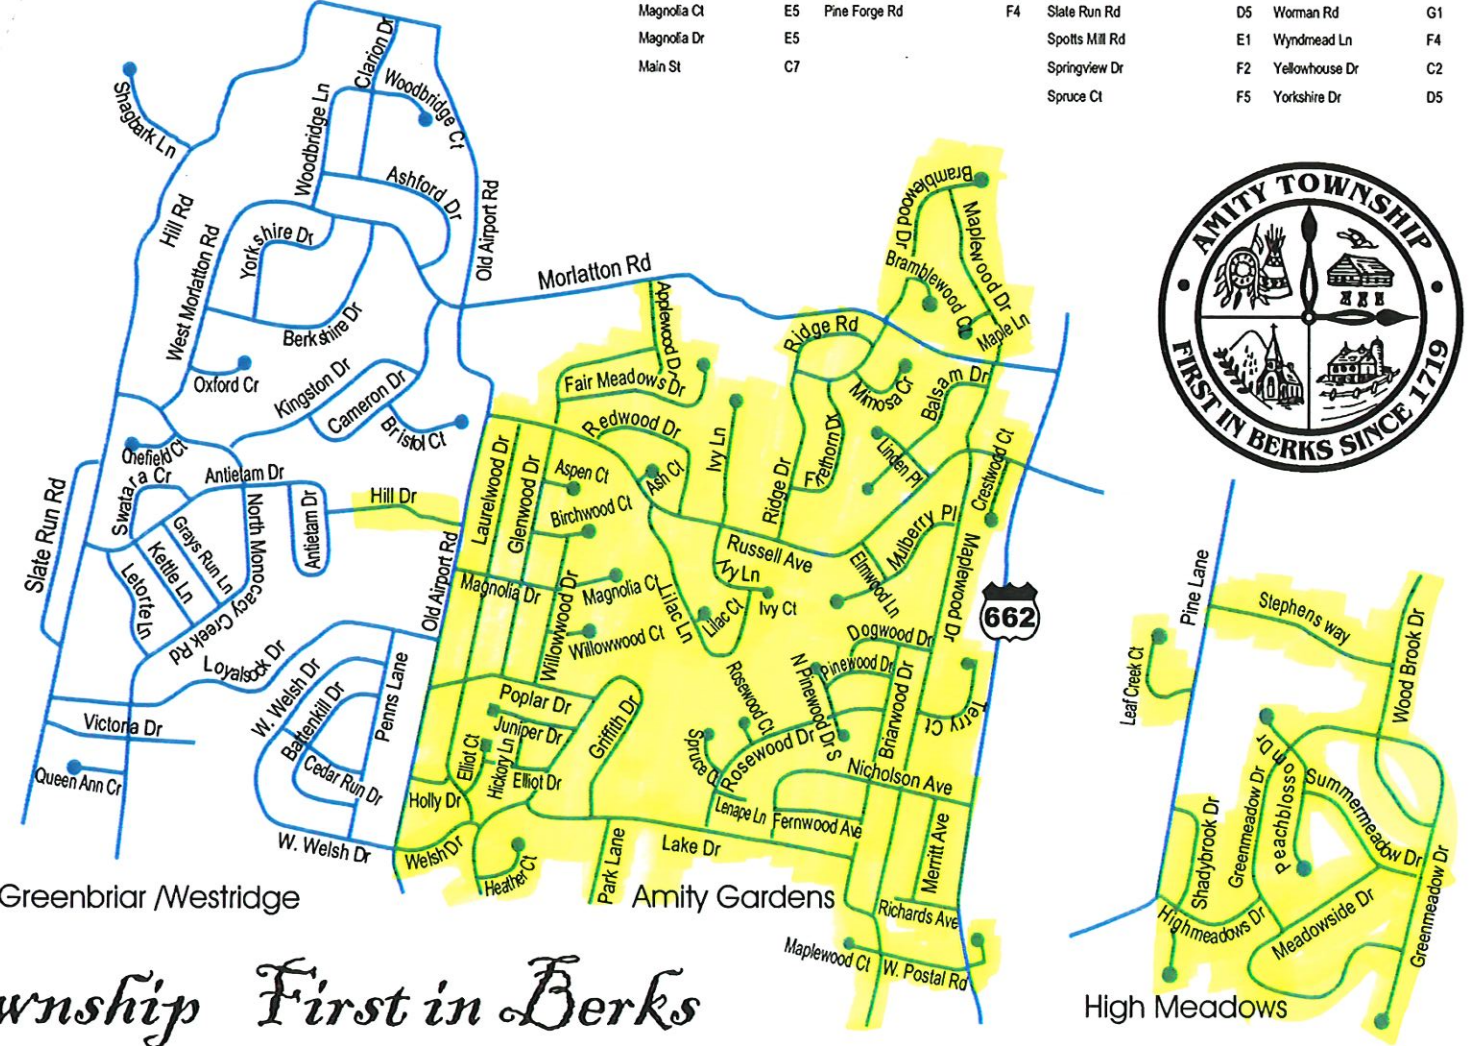 Magnolia Ct E5 Pine Forge Rd F4 Slate Run Rd D5 Worman Rd G1
Magnolia Dr E5 Spotts Mill Rd E1 Wyndmead Ln F4
Main St C7 Springview Dr F2 Yellowhouse Dr C2
Spruce Ct F5 Yorkshire Dr D5
Clarion Dr
Woodbridge Ct
Shagbark Ln
Woodbridge Ln
Ashford Dr
Hill Rd
Old Airport Rd
Yorkshire Dr
West Morlatton Rd
Berkshire Dr
Morlatton Rd
Oxford Cr
Kingston Dr
Cameron Dr
Bristol Ct
Chefield Ct
Swatara Cr
Antietam Dr
Hill Dr
Slate Run Rd
Grays Run Ln
Kettle Ln
Letorte Ln
North Monocacy Creek Rd
Antietam Dr
Old Airport Rd
Loyalsock Dr
W. Welsh Dr
Battenkill Dr
Penns Lane
Victoria Dr
Queen Ann Cr
Cedar Run Dr
W. Welsh Dr
Greenbriar /Westridge
Bramblewood Dr
Maplewood Dr
Bramblewood Ct
Maple Ln
Applewood Dr
Ridge Rd
Fair Meadows Dr
Mimosa Cr
Balsam Dr
Redwood Dr
Ivy Ln
Frethorn Dr
Linden Pl
Crestwood Ct
Laurelwood Dr
Glenwood Dr
Aspen Ct
Ash Ct
Ridge Dr
Birchwood Ct
Mulberry Pl
Russell Ave
Elmwood Ln
Maplewood Dr
Magnolia Dr
Magnolia Ct
Willowwood Dr
Willowwood Ct
Lilac Ln
Lilac Ct
Ivy Ln
Ivy Ct
662
Dogwood Dr
Pinewood Dr
N Pinewood Dr S
Briarwood Dr
Terry Ct
Rosewood Ct
Rosewood Dr
Spruce Ct
Poplar Dr
Juniper Dr
Griffith Dr
Elliot Ct
Hickory Ln
Elliot Dr
Holly Dr
Welsh Dr
Heather Ct
Park Lane
Lake Dr
Lenape Ln
Fernwood Ave
Nicholson Ave
Merritt Ave
Richards Ave
Maplewood Ct
W. Postal Rd
Amity Gardens
AMITY TOWNSHIP
FIRST IN BERKS SINCE 1719
Pine Lane
Stephens way
Wood Brook Dr
Leaf Creek Ct
Peachblossom Dr
Summermeadow Dr
Greenmeadow Dr
Shadybrook Dr
Highmeadows Dr
Meadowside Dr
Greenmeadow Dr
High Meadows
wnship First in Berks